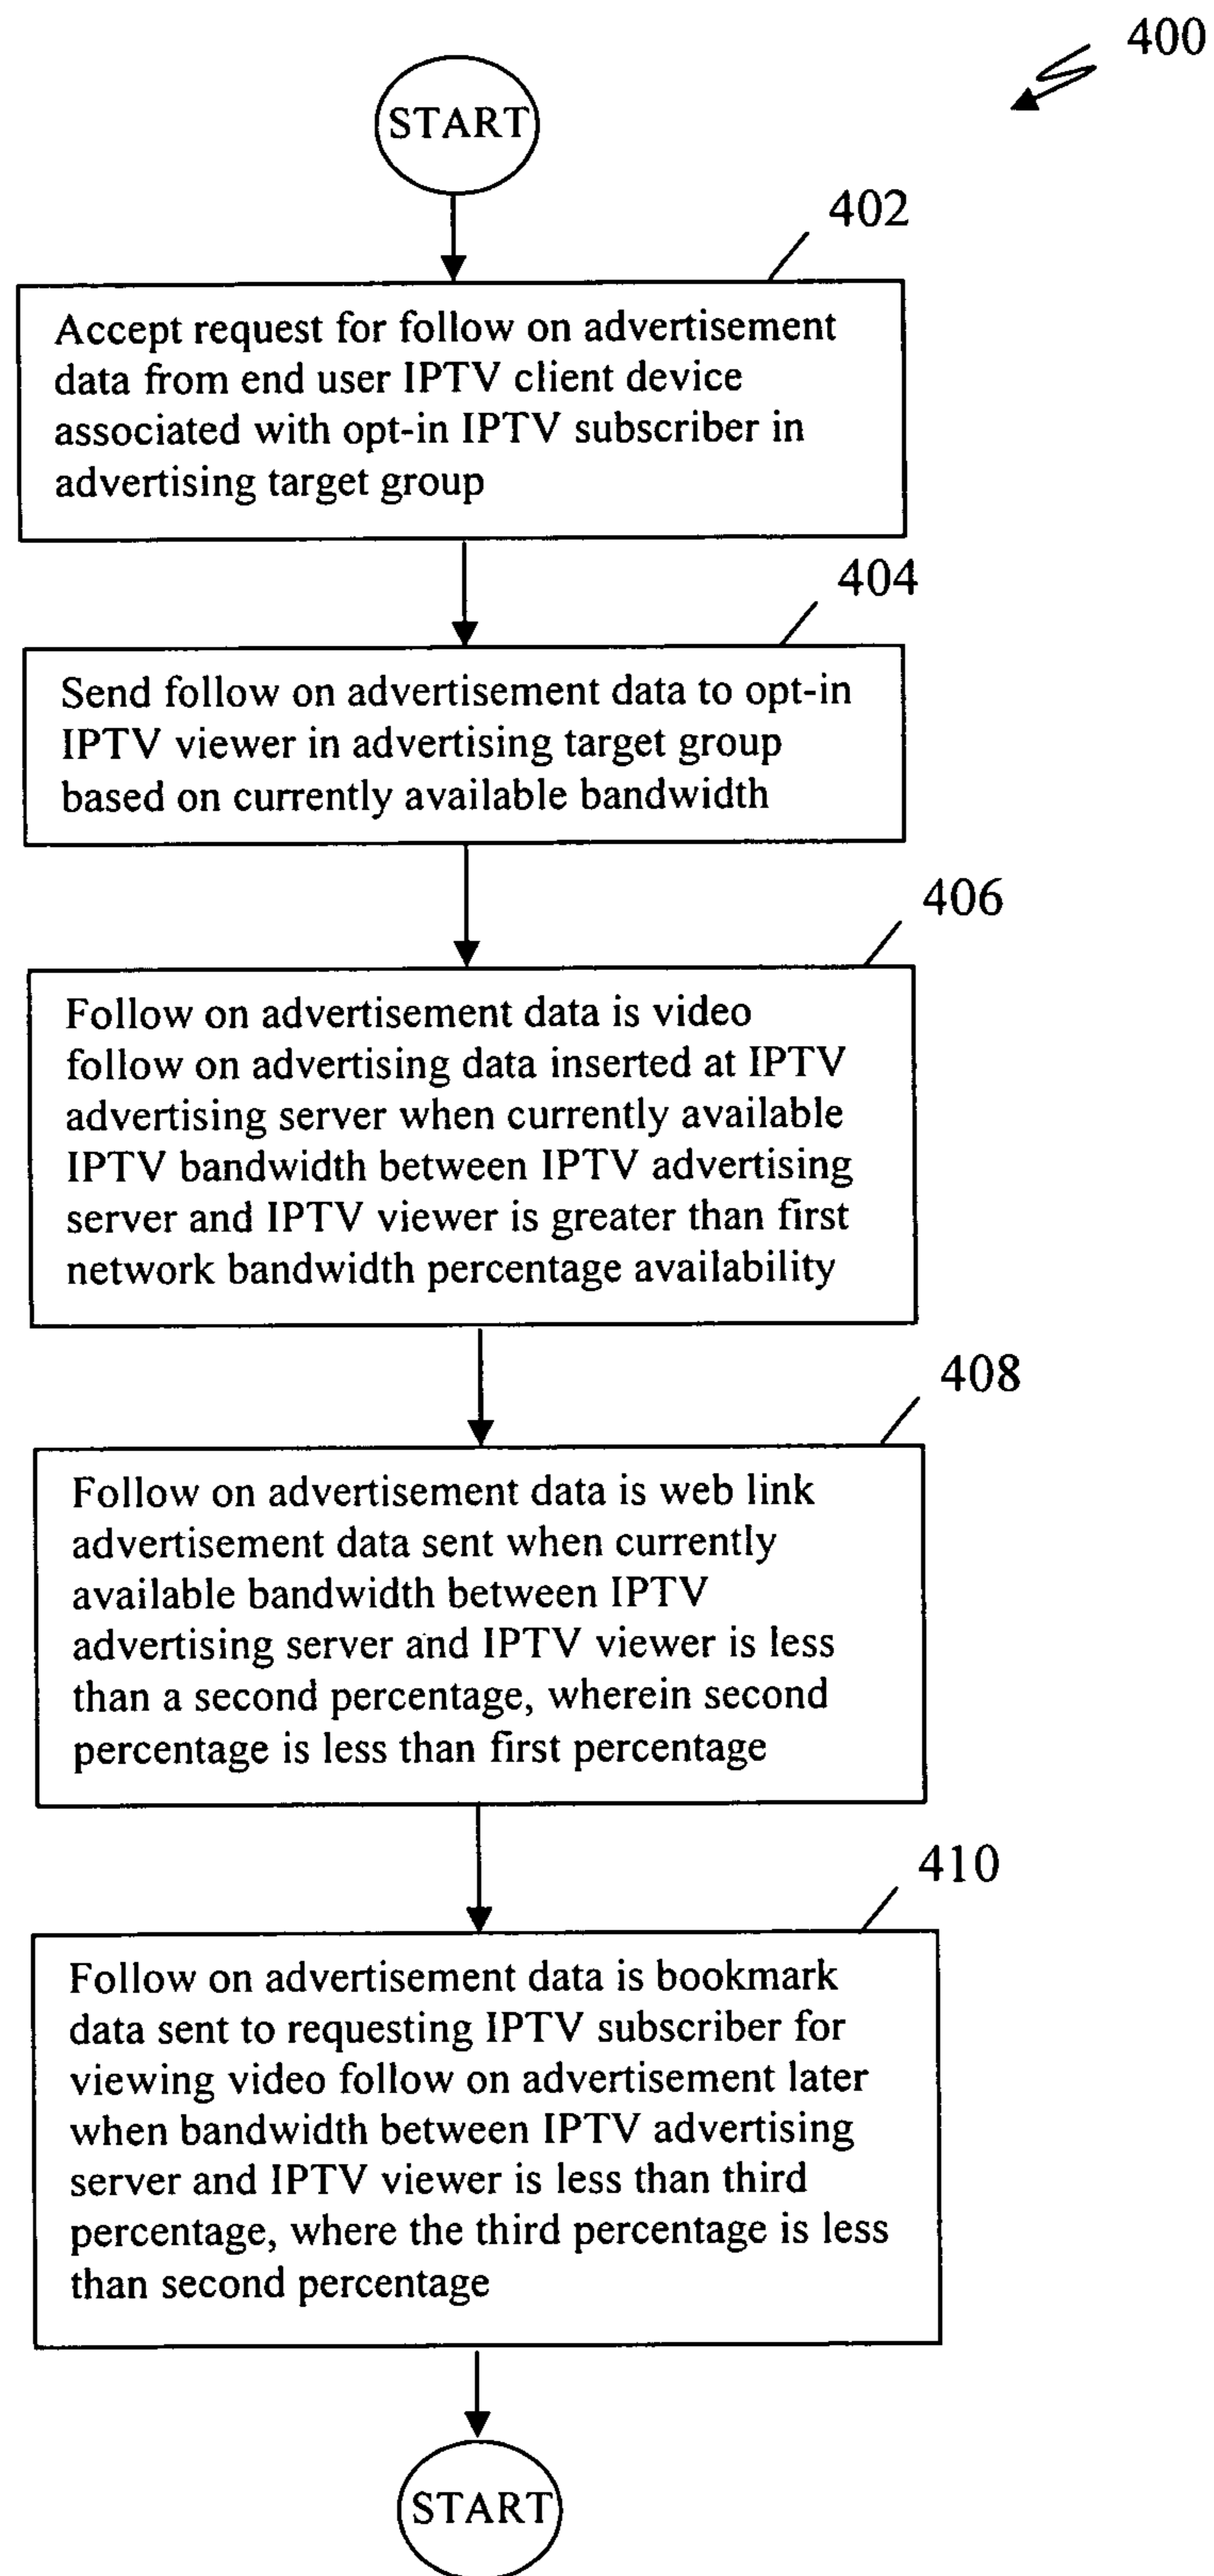 400
START
402
Accept request for follow on advertisement
data from end user IPTV client device
associated with opt-in IPTV subscriber in
advertising target group
404
Send follow on advertisement data to opt-in
IPTV viewer in advertising target group
based on currently available bandwidth
406
Follow on advertisement data is video
follow on advertising data inserted at IPTV
advertising server when currently available
IPTV bandwidth between IPTV advertising
server and IPTV viewer is greater than first
network bandwidth percentage availability
408
Follow on advertisement data is web link
advertisement data sent when currently
available bandwidth between IPTV
advertising server and IPTV viewer is less
than a second percentage, wherein second
percentage is less than first percentage
410
Follow on advertisement data is bookmark
data sent to requesting IPTV subscriber for
viewing video follow on advertisement later
when bandwidth between IPTV advertising
server and IPTV viewer is less than third
percentage, where the third percentage is less
than second percentage
START